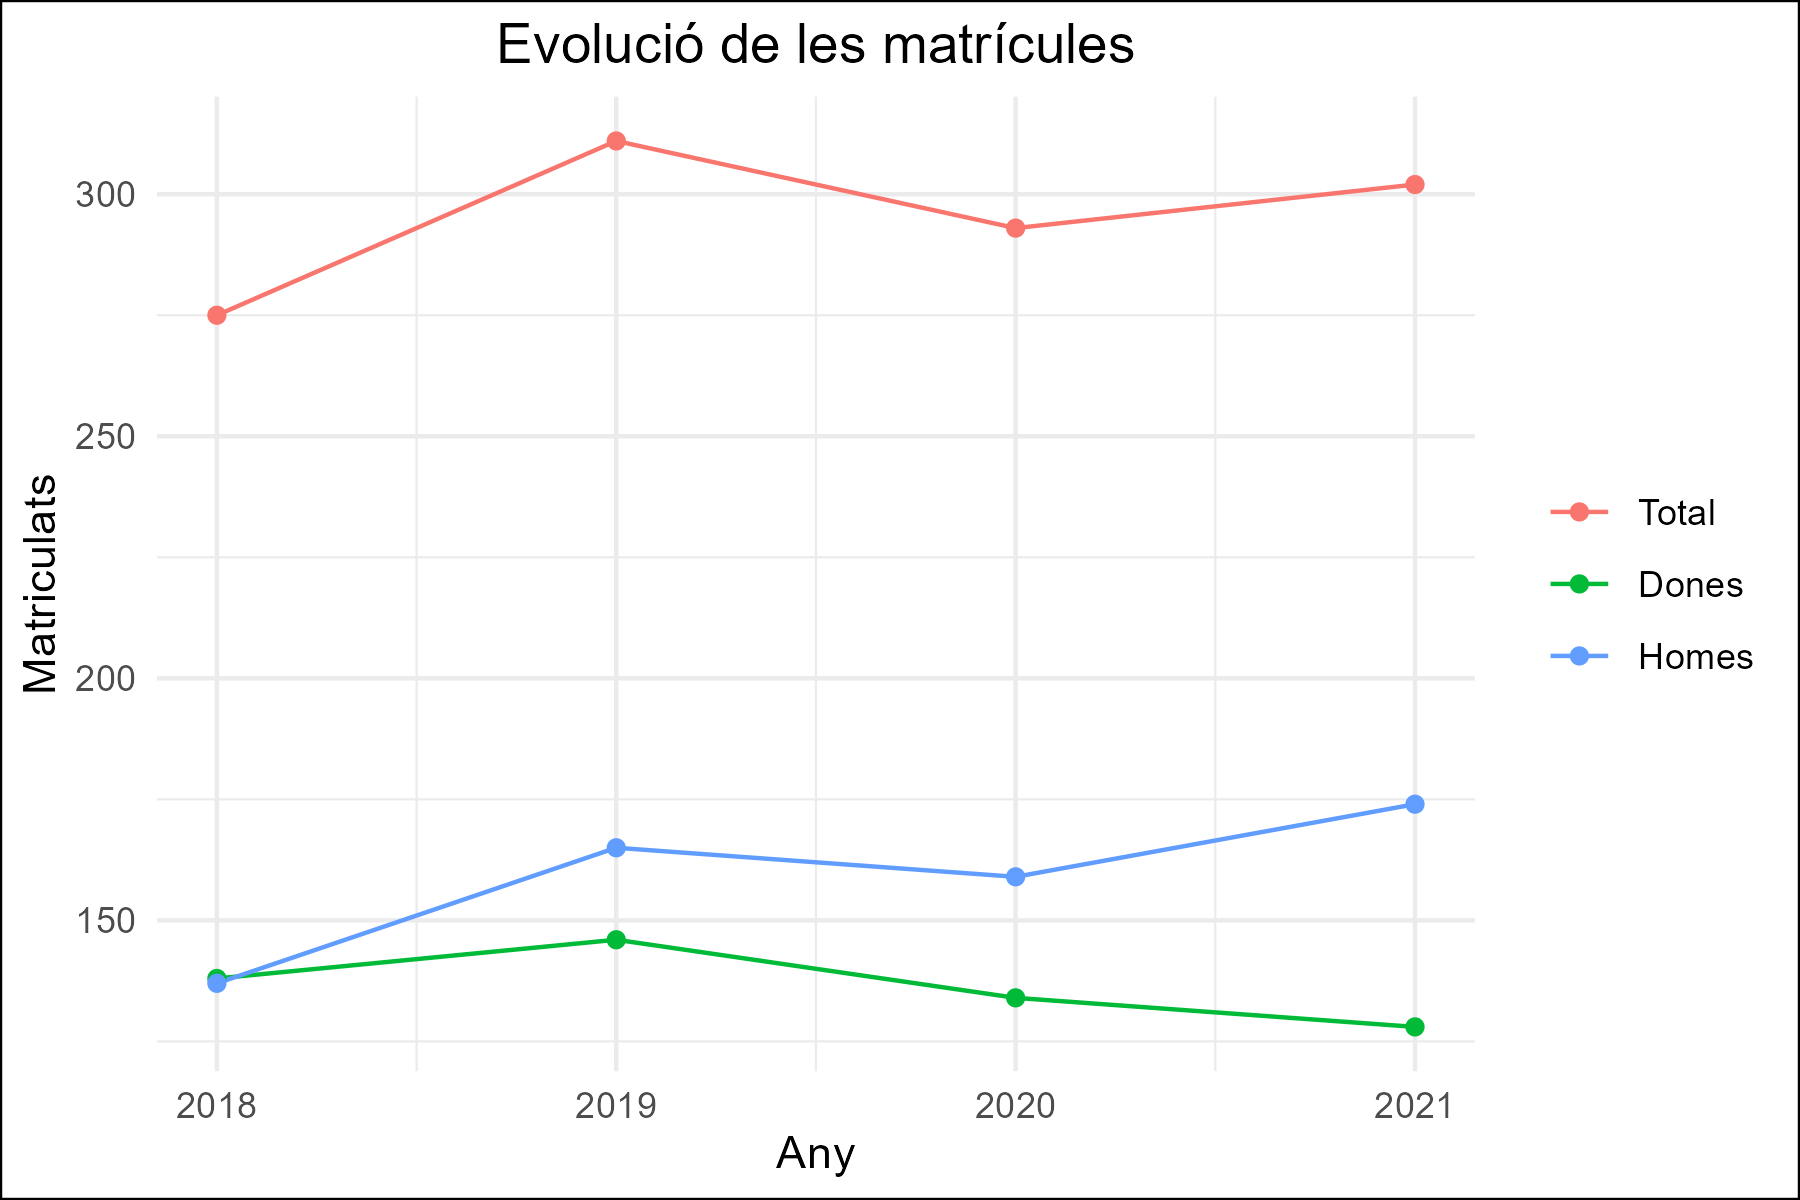 Evolució de les matrícules
300
250
200
150
Matriculats
2018
2019
2020
2021
Any
Total
Dones
Homes